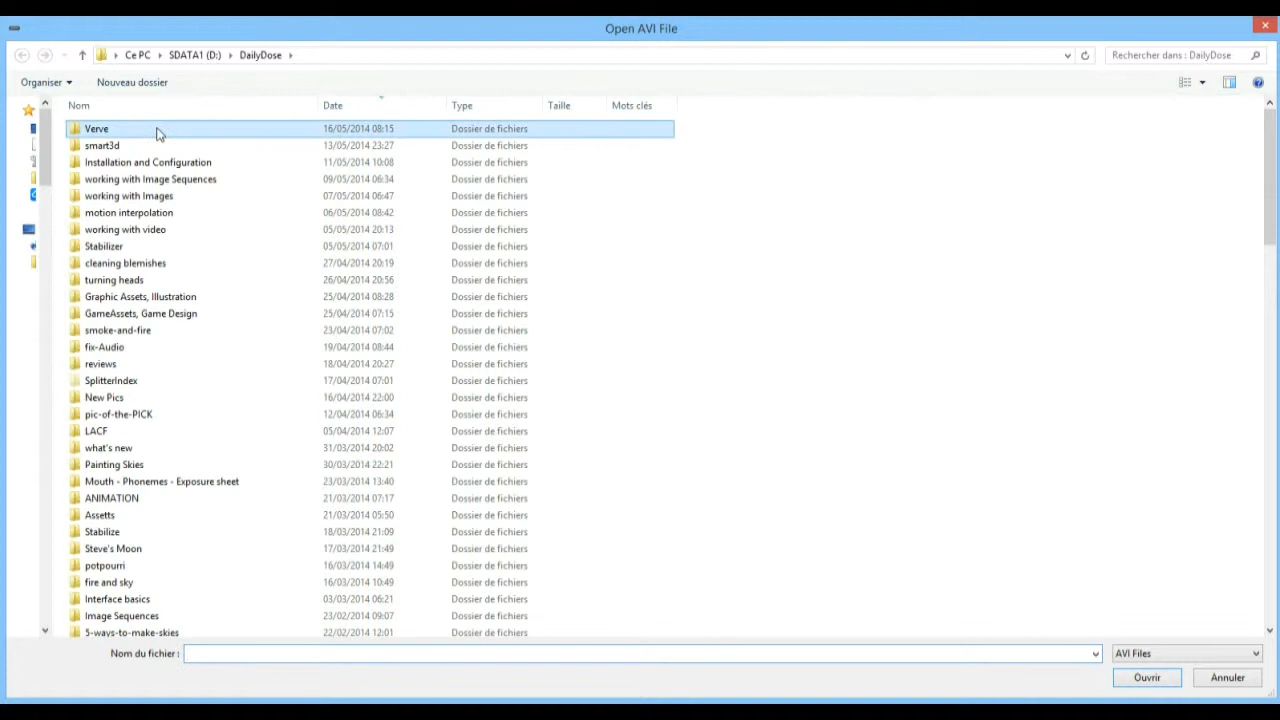 Open AVI File
Ce PC SDATA1 (D:) DailyDose Rechercher dans : DailyDose
Organiser Nouveau dossier
Nom Date Type Taille Mots clés
Verve 16/05/2014 08:15 Dossier de fichiers
smart3d 13/05/2014 23:27 Dossier de fichiers
Installation and Configuration 11/05/2014 10:08 Dossier de fichiers
working with Image Sequences 09/05/2014 06:34 Dossier de fichiers
working with Images 07/05/2014 06:47 Dossier de fichiers
motion interpolation 06/05/2014 08:42 Dossier de fichiers
working with video 05/05/2014 20:13 Dossier de fichiers
Stabilizer 05/05/2014 07:01 Dossier de fichiers
cleaning blemishes 27/04/2014 20:19 Dossier de fichiers
turning heads 26/04/2014 20:56 Dossier de fichiers
Graphic Assets, Illustration 25/04/2014 08:28 Dossier de fichiers
GameAssets, Game Design 25/04/2014 07:15 Dossier de fichiers
smoke-and-fire 23/04/2014 07:02 Dossier de fichiers
fix-Audio 19/04/2014 08:44 Dossier de fichiers
reviews 18/04/2014 20:27 Dossier de fichiers
SplitterIndex 17/04/2014 07:01 Dossier de fichiers
New Pics 16/04/2014 22:00 Dossier de fichiers
pic-of-the-PICK 12/04/2014 06:34 Dossier de fichiers
LACF 05/04/2014 12:07 Dossier de fichiers
what's new 31/03/2014 20:02 Dossier de fichiers
Painting Skies 30/03/2014 22:21 Dossier de fichiers
Mouth - Phonemes - Exposure sheet 23/03/2014 13:40 Dossier de fichiers
ANIMATION 21/03/2014 07:17 Dossier de fichiers
Assetts 21/03/2014 05:50 Dossier de fichiers
Stabilize 18/03/2014 21:09 Dossier de fichiers
Steve's Moon 17/03/2014 21:49 Dossier de fichiers
potpourri 16/03/2014 14:49 Dossier de fichiers
fire and sky 16/03/2014 10:49 Dossier de fichiers
Interface basics 03/03/2014 06:21 Dossier de fichiers
Image Sequences 23/02/2014 09:07 Dossier de fichiers
5-ways-to-make-skies 22/02/2014 12:01 Dossier de fichiers
Nom du fichier : AVI Files
Ouvrir Annuler